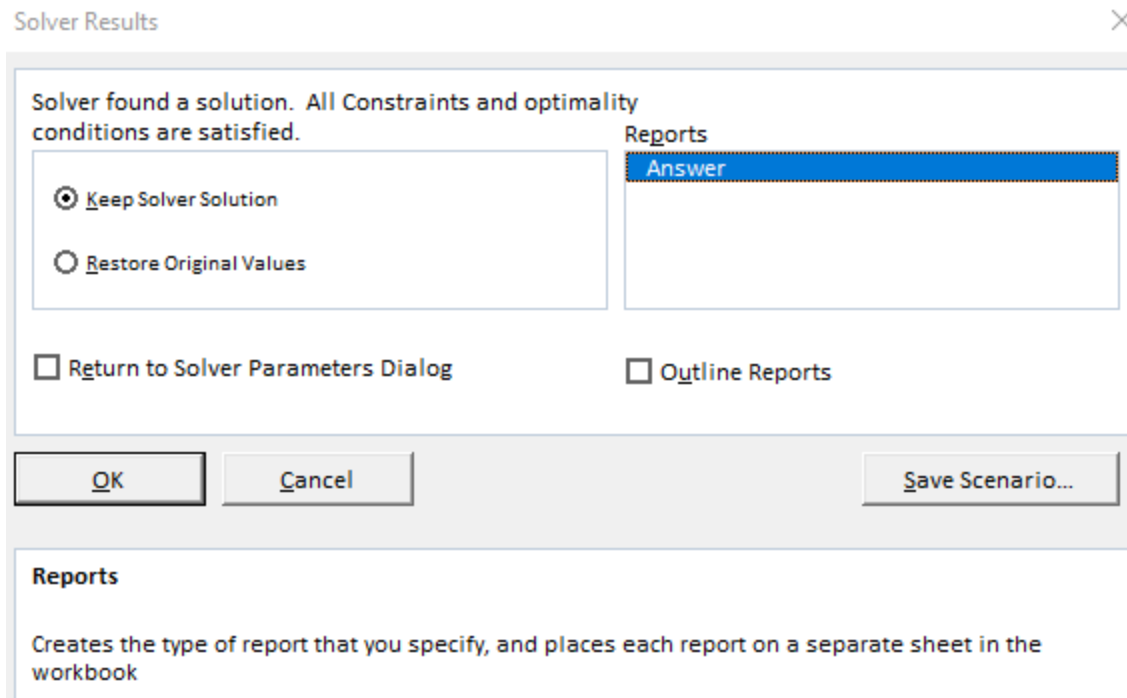 Solver Results
Solver found a solution.  All Constraints and optimality
conditions are satisfied.
Reports
Answer
Keep Solver Solution
Restore Original Values
Return to Solver Parameters Dialog
Outline Reports
OK
Cancel
Save Scenario...
Reports
Creates the type of report that you specify, and places each report on a separate sheet in the
workbook